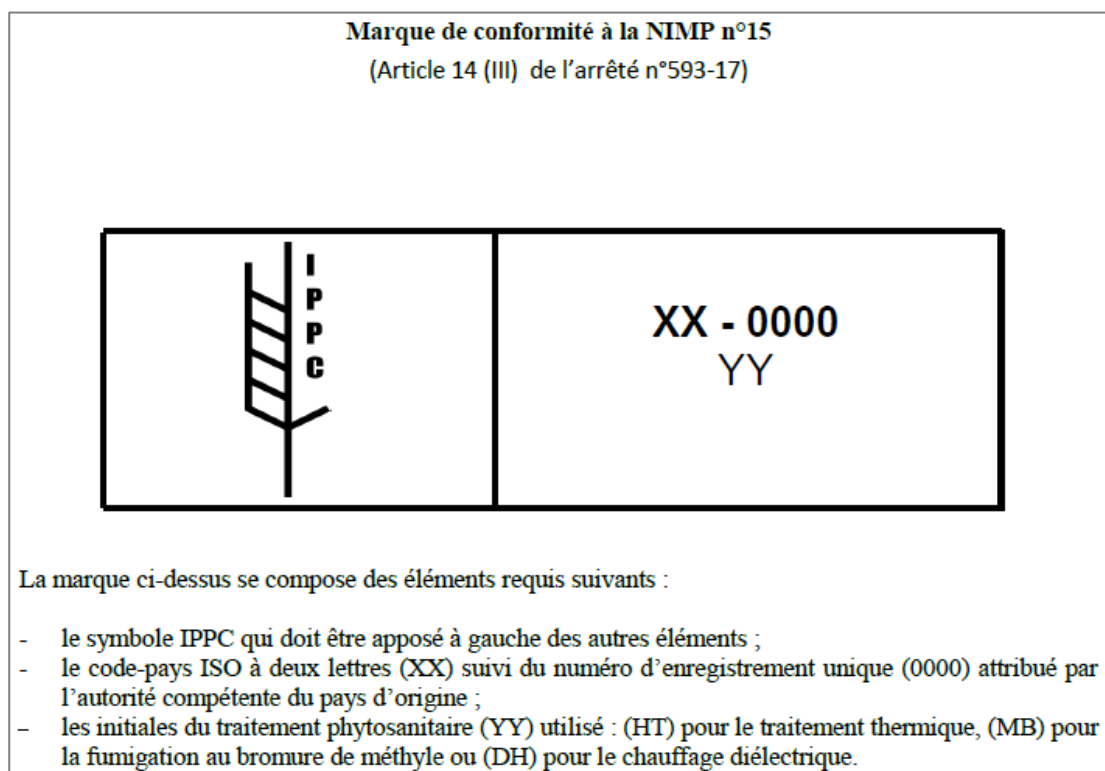 Marque de conformité à la NIMP n°15
(Article 14 (III) de l’arrêté n°593-17)
I
P
P
C
XX - 0000
YY
La marque ci-dessus se compose des éléments requis suivants :
- le symbole IPPC qui doit être apposé à gauche des autres éléments ;
- le code-pays ISO à deux lettres (XX) suivi du numéro d’enregistrement unique (0000) attribué par
l’autorité compétente du pays d’origine ;
– les initiales du traitement phytosanitaire (YY) utilisé : (HT) pour le traitement thermique, (MB) pour
la fumigation au bromure de méthyle ou (DH) pour le chauffage diélectrique.